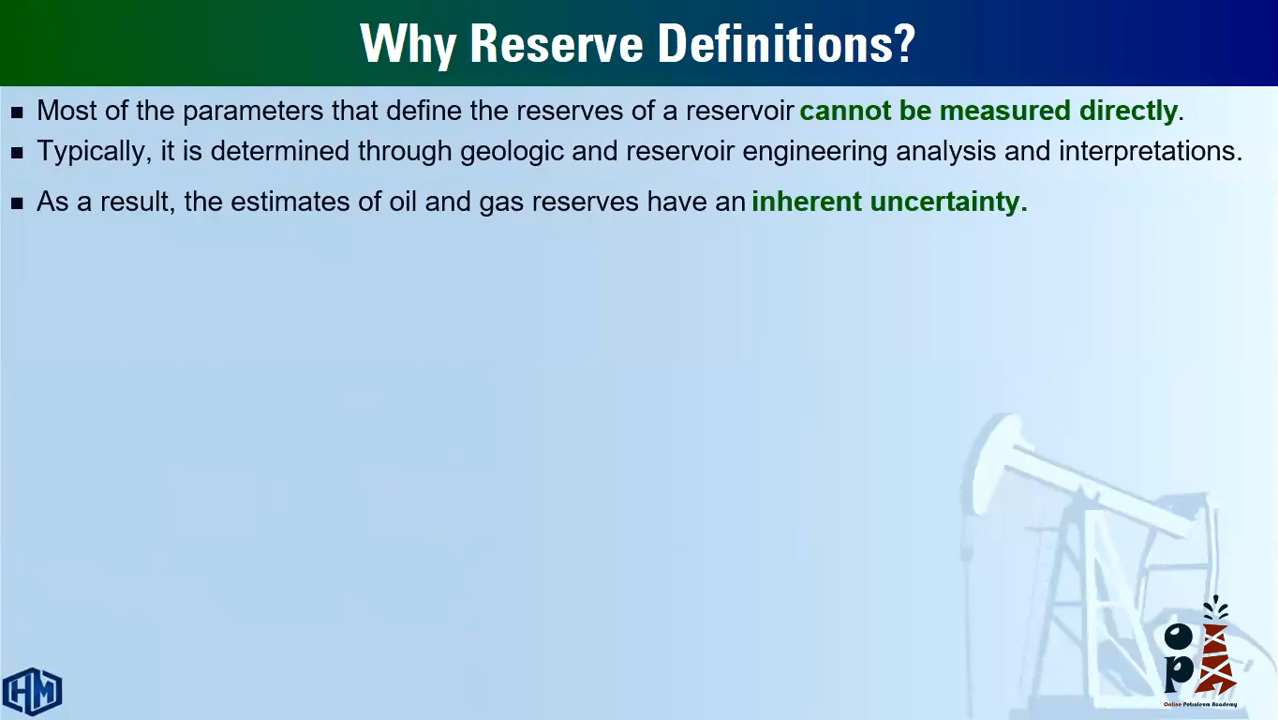 Why Reserve Definitions?
Most of the parameters that define the reserves of a reservoir cannot be measured directly.
Typically, it is determined through geologic and reservoir engineering analysis and interpretations.
As a result, the estimates of oil and gas reserves have an inherent uncertainty.
HM
OP
Online Petroleum Academy